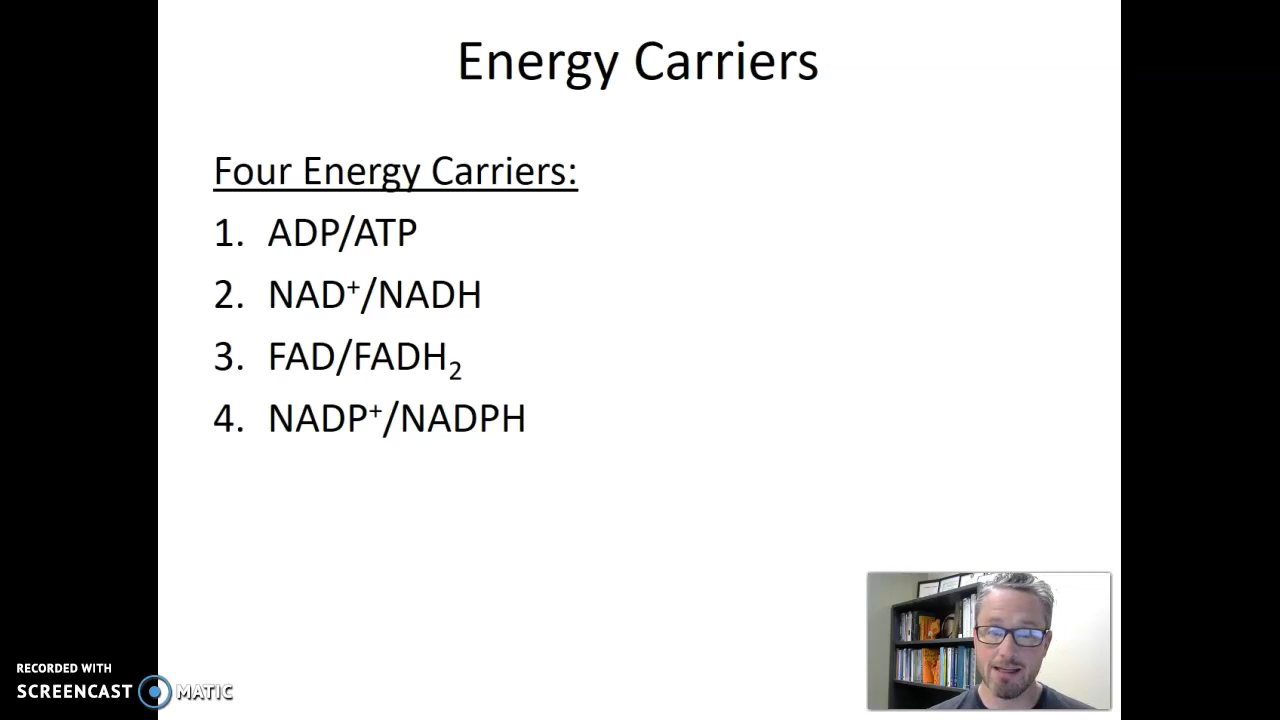 Energy Carriers
Four Energy Carriers:
1. ADP/ATP
2. NAD⁺/NADH
3. FAD/FADH₂
4. NADP⁺/NADPH
RECORDED WITH
SCREENCAST MATIC